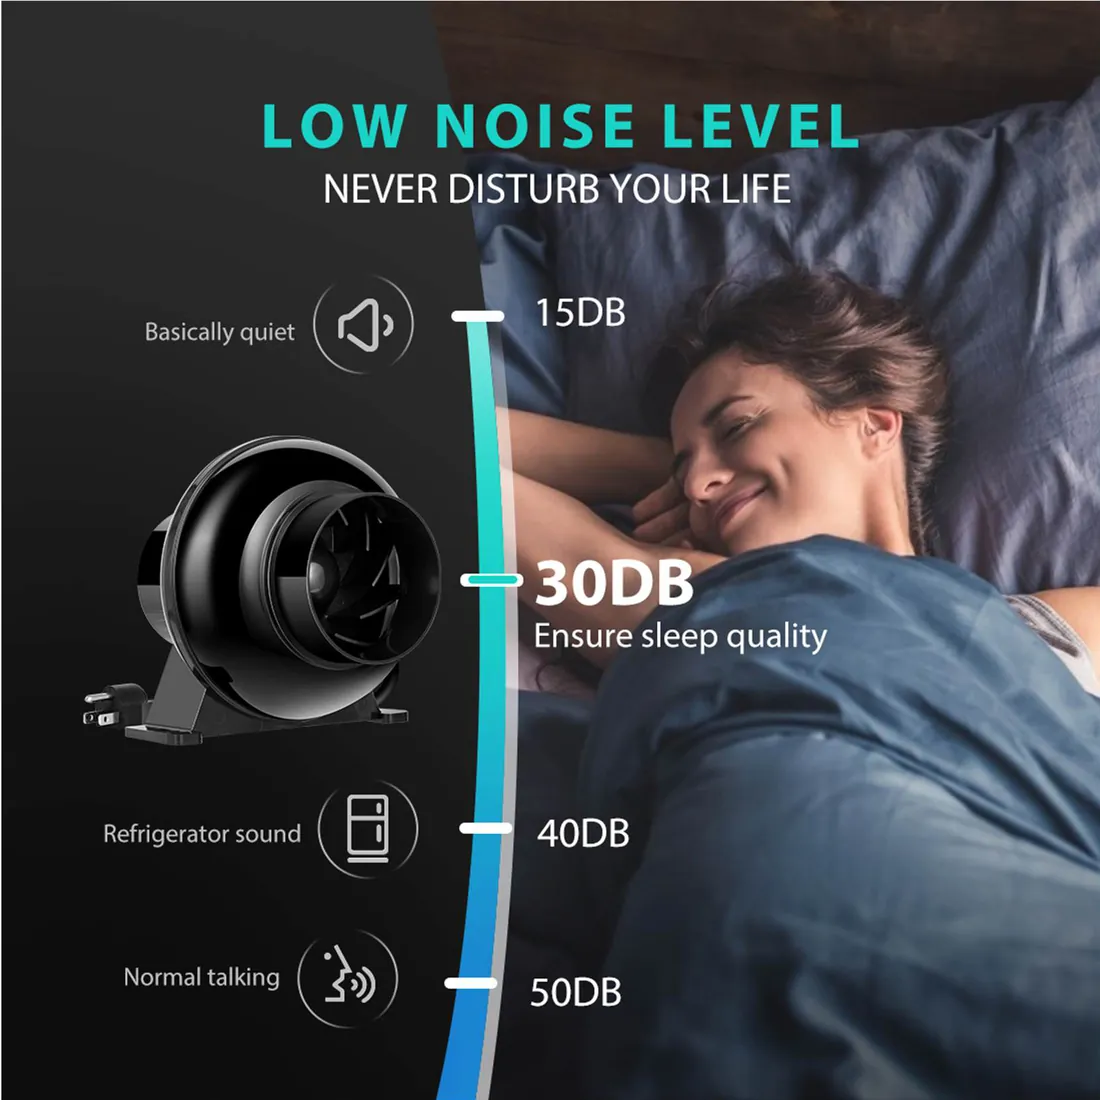 LOW NOISE LEVEL
NEVER DISTURB YOUR LIFE
Basically quiet
15DB
30DB
Ensure sleep quality
Refrigerator sound
40DB
Normal talking
50DB